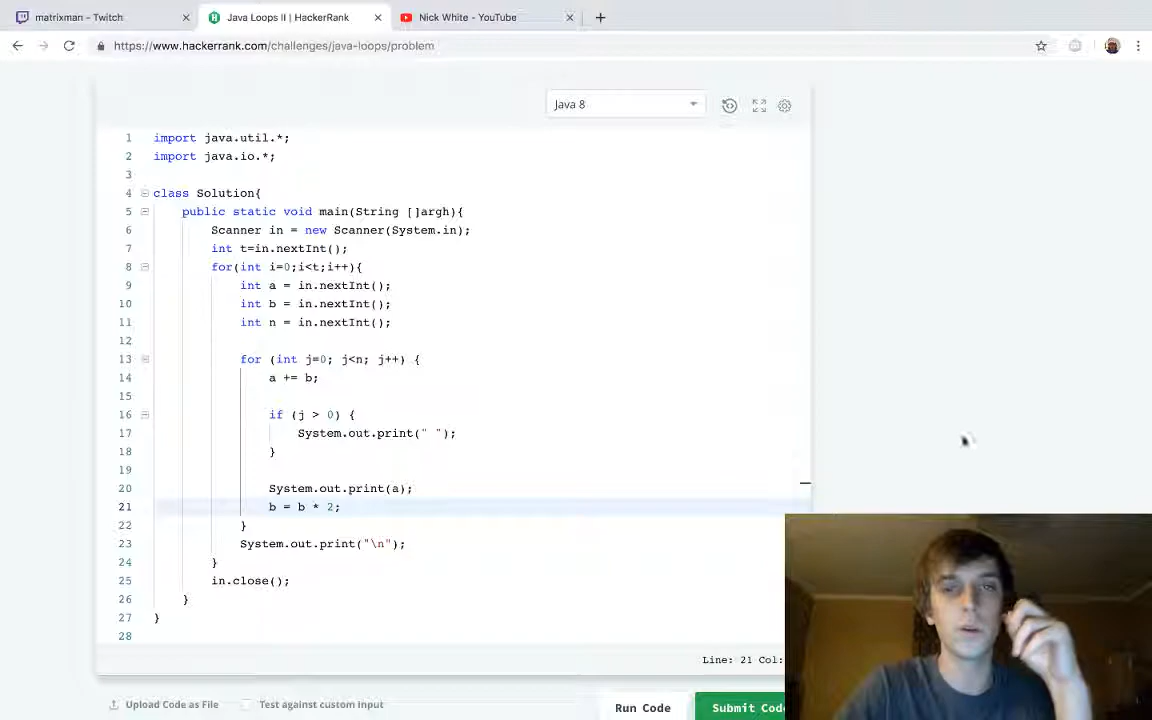 matrixman - Twitch
Java Loops II | HackerRank
Nick White - YouTube
https://www.hackerrank.com/challenges/java-loops/problem
Java 8
1 import java.util.*;
2 import java.io.*;
3
4 class Solution{
5 public static void main(String []argh){
6 Scanner in = new Scanner(System.in);
7 int t=in.nextInt();
8 for(int i=0;i<t;i++){
9 int a = in.nextInt();
10 int b = in.nextInt();
11 int n = in.nextInt();
12
13 for (int j=0; j<n; j++) {
14 a += b;
15
16 if (j > 0) {
17 System.out.print(" ");
18 }
19
20 System.out.print(a);
21 b = b * 2;
22 }
23 System.out.print("\n");
24 }
25 in.close();
26 }
27 }
28
Line: 21 Col:
Upload Code as File
Test against custom input
Run Code
Submit Cod